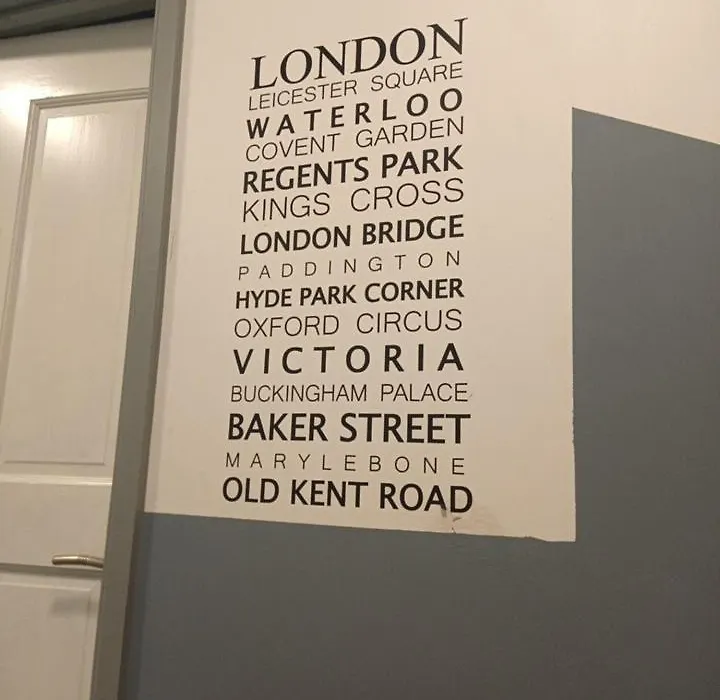 LONDON
LEICESTER SQUARE
WATERLOO
COVENT GARDEN
REGENTS PARK
KINGS CROSS
LONDON BRIDGE
PADDINGTON
HYDE PARK CORNER
OXFORD CIRCUS
VICTORIA
BUCKINGHAM PALACE
BAKER STREET
MARYLEBONE
OLD KENT ROAD